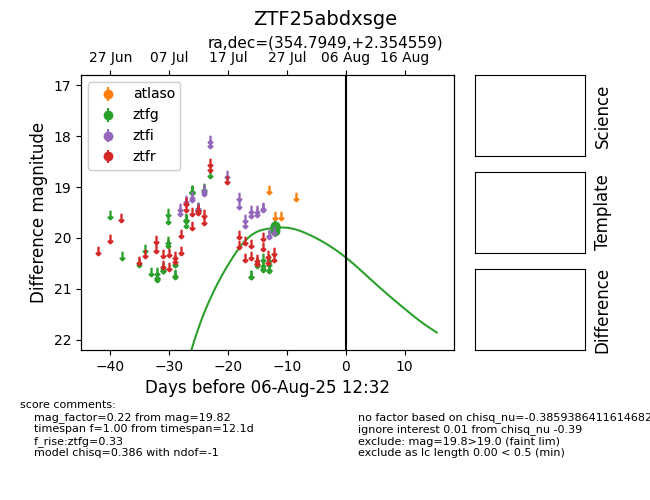 ZTF25abdxsge
ra,dec=(354.7949,+2.354559)
27 Jun 07 Jul 17 Jul 27 Jul 06 Aug 16 Aug
atlaso
ztfg
ztfi
ztfr
17
18
19
20
21
22
Difference magnitude
−40 −30 −20 −10 0 10
Days before 06-Aug-25 12:32
Science
Template
Difference
score comments:
mag_factor=0.22 from mag=19.82
timespan f=1.00 from timespan=12.1d
f_rise:ztfg=0.33
model chisq=0.386 with ndof=-1
no factor based on chisq_nu=-0.3859386411614682
ignore interest 0.01 from chisq_nu -0.39
exclude: mag=19.8>19.0 (faint lim)
exclude as lc length 0.00 < 0.5 (min)